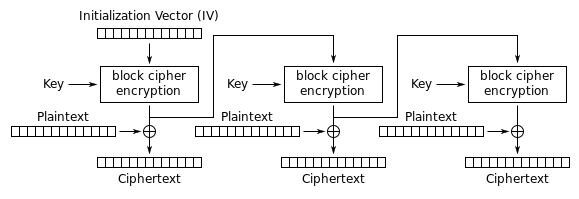 Initialization Vector (IV)
Key
block cipher
encryption
Key
block cipher
encryption
Key
block cipher
encryption
Plaintext
Plaintext
Plaintext
Ciphertext
Ciphertext
Ciphertext